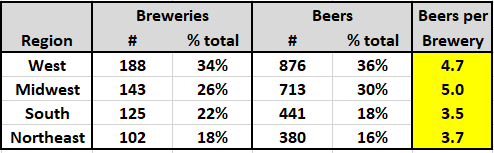 Breweries Beers Beers per
Region # % total # % total Brewery
West 188 34% 876 36% 4.7
Midwest 143 26% 713 30% 5.0
South 125 22% 441 18% 3.5
Northeast 102 18% 380 16% 3.7